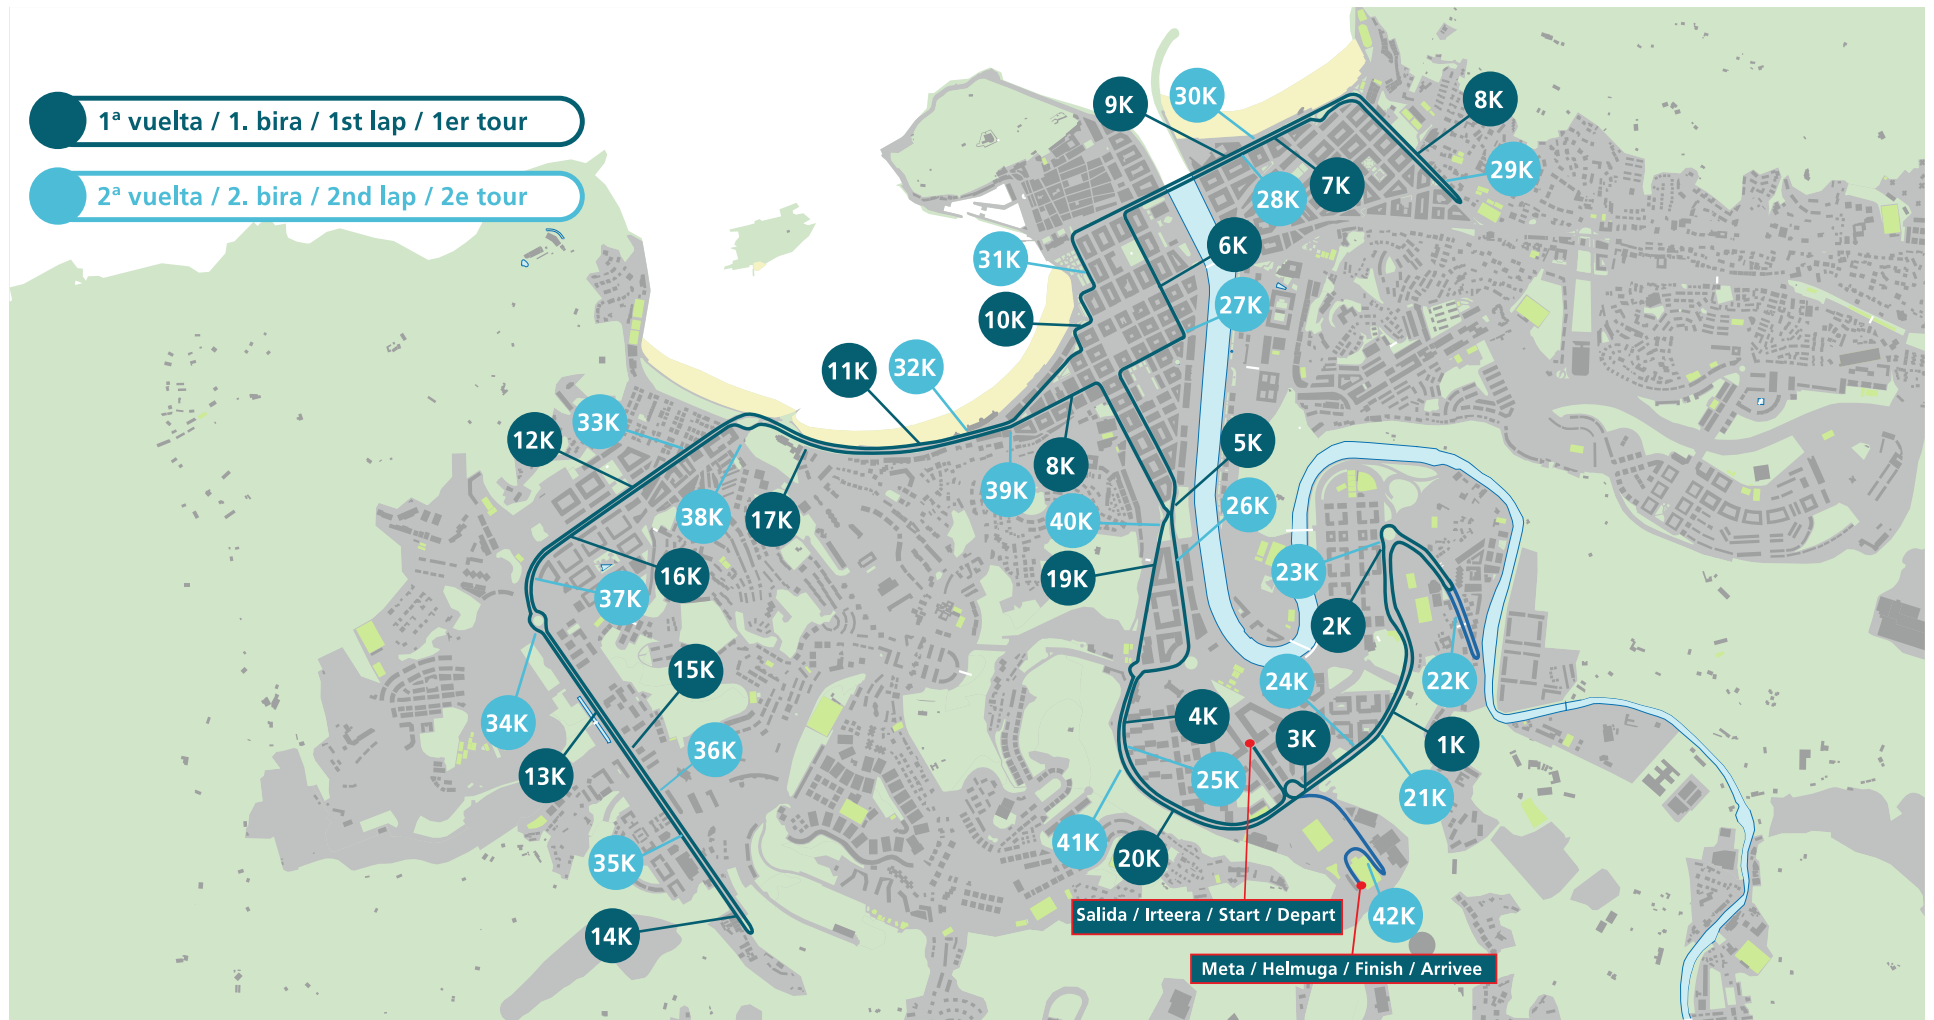 1ª vuelta / 1. bira / 1st lap / 1er tour
2ª vuelta / 2. bira / 2nd lap / 2e tour
9K
30K
8K
29K
7K
28K
6K
31K
27K
10K
11K
32K
33K
12K
5K
8K
39K
26K
38K
17K
40K
23K
16K
19K
37K
2K
15K
22K
24K
4K
34K
3K
1K
36K
13K
25K
21K
41K
20K
35K
Salida / Irteera / Start / Depart
42K
14K
Meta / Helmuga / Finish / Arrivee